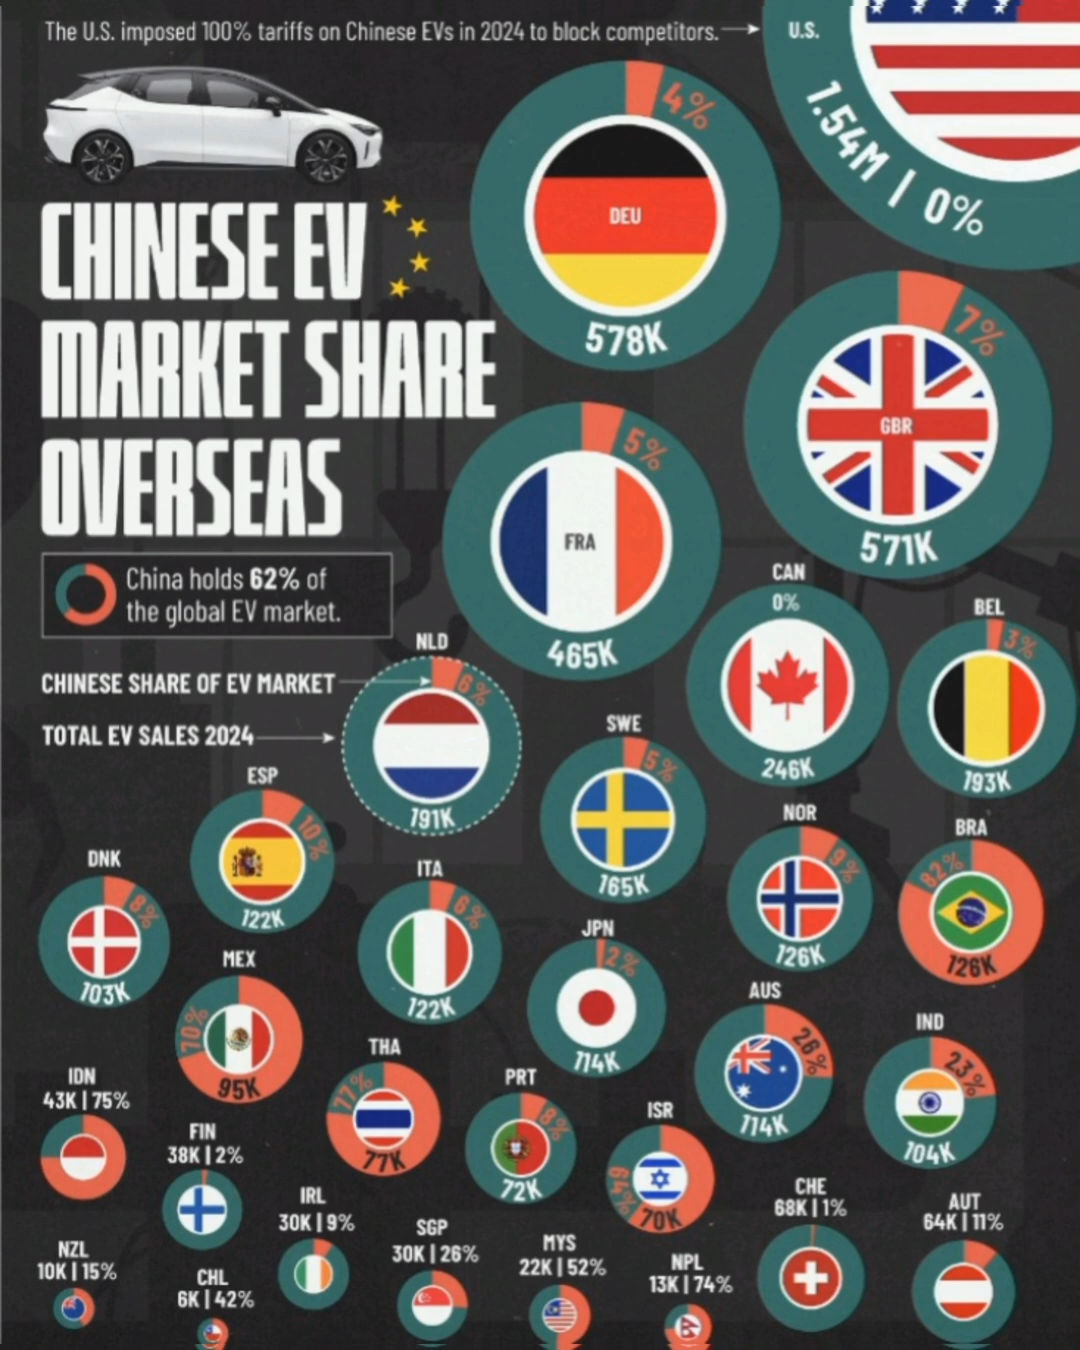 The U.S. imposed 100% tariffs on Chinese EVs in 2024 to block competitors.
U.S.
1.54M | 0%
4%
DEU
578K
CHINESE EV
MARKET SHARE
OVERSEAS
7%
GBR
571K
5%
FRA
465K
China holds 62% of
the global EV market.
CHINESE SHARE OF EV MARKET
TOTAL EV SALES 2024
NLD
6%
191K
CAN
0%
246K
BEL
3%
193K
SWE
5%
165K
ESP
10%
122K
NOR
9%
126K
BRA
82%
126K
DNK
8%
103K
ITA
6%
122K
JPN
2%
114K
MEX
70%
95K
AUS
26%
114K
IND
23%
104K
THA
77%
77K
PRT
8%
72K
ISR
64%
70K
IDN
43K | 75%
FIN
38K | 2%
IRL
30K | 9%
SGP
30K | 26%
MYS
22K | 52%
NPL
13K | 74%
CHE
68K | 1%
AUT
64K | 11%
NZL
10K | 15%
CHL
6K | 42%